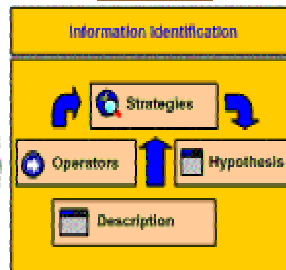 Information Identification
Strategies
Operators
Hypothesis
Description